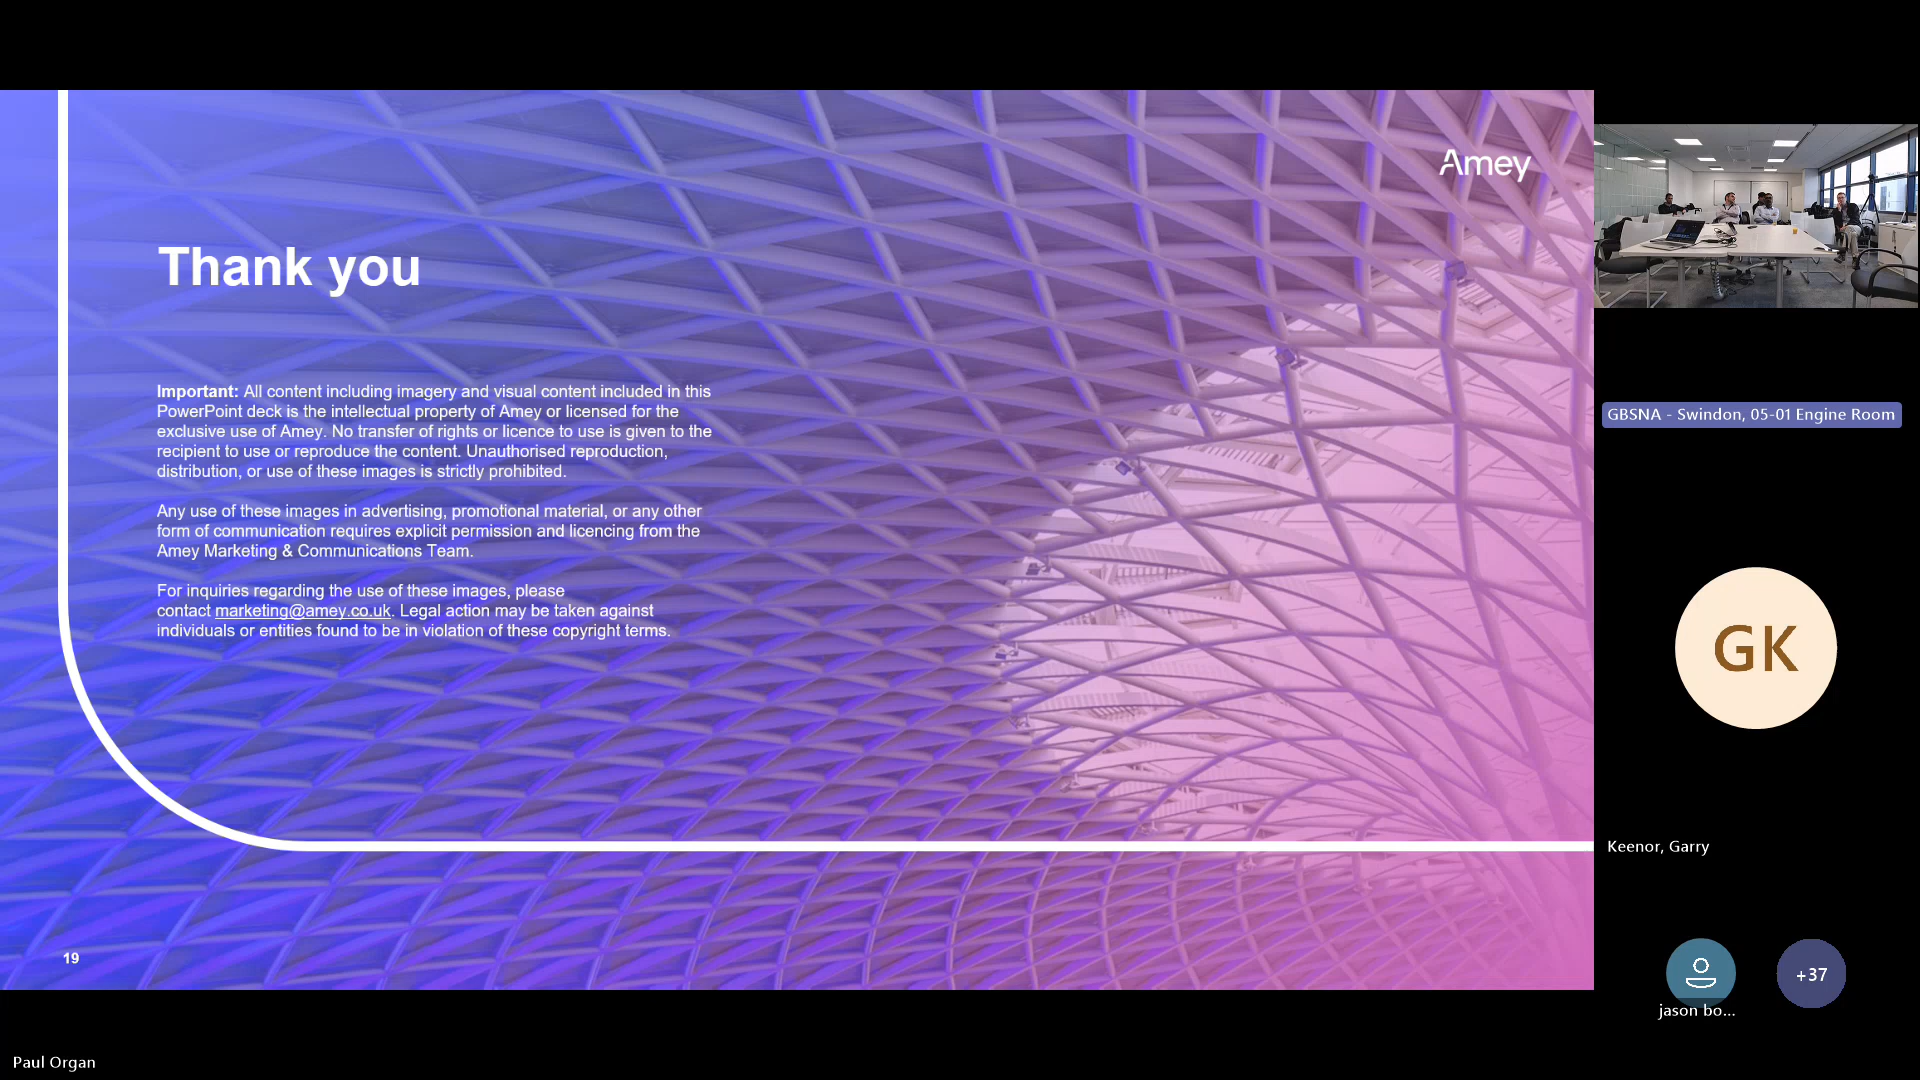 Amey
Thank you
Important: All content including imagery and visual content included in this
PowerPoint deck is the intellectual property of Amey or licensed for the
exclusive use of Amey. No transfer of rights or licence to use is given to the
recipient to use or reproduce the content. Unauthorised reproduction,
distribution, or use of these images is strictly prohibited.
Any use of these images in advertising, promotional material, or any other
form of communication requires explicit permission and licencing from the
Amey Marketing & Communications Team.
For inquiries regarding the use of these images, please
contact marketing@amey.co.uk. Legal action may be taken against
individuals or entities found to be in violation of these copyright terms.
19
GBSNA - Swindon, 05-01 Engine Room
GK
Keenor, Garry
jason bo...
+37
Paul Organ